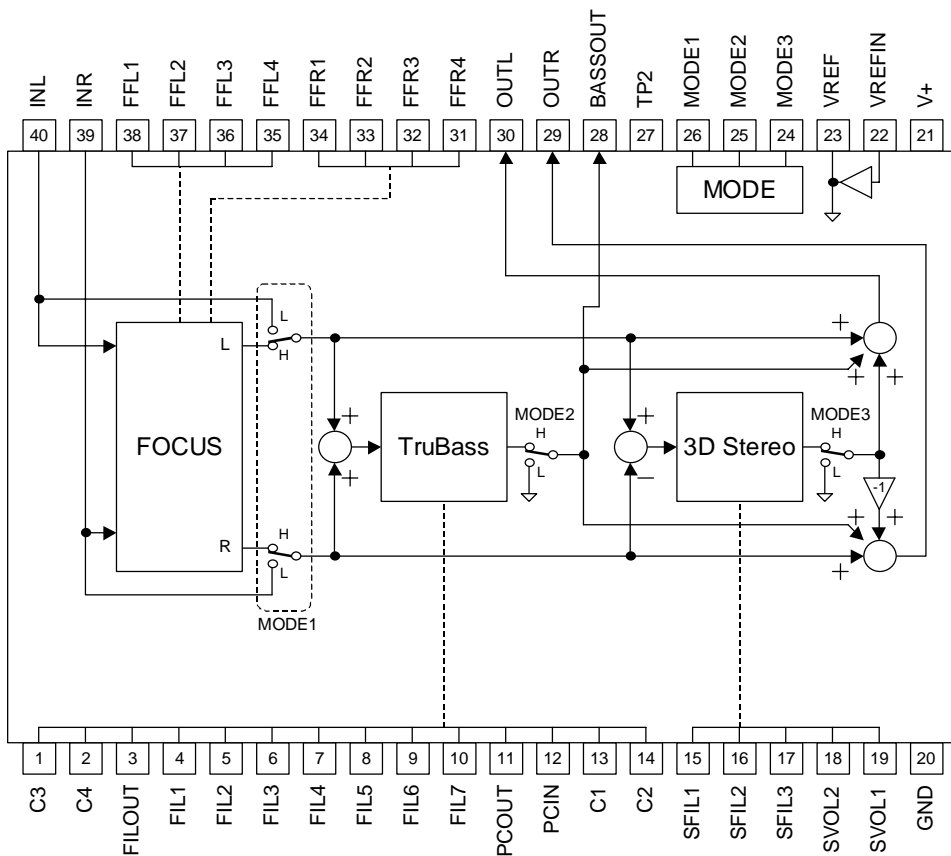 INL
INR
FFL1
FFL2
FFL3
FFL4
FFR1
FFR2
FFR3
FFR4
OUTL
OUTR
BASSOUT
TP2
MODE1
MODE2
MODE3
VREF
VREFIN
V+
40 39 38 37 36 35 34 33 32 31 30 29 28 27 26 25 24 23 22 21
MODE
L
H
+
+
+
L
FOCUS
+
+
TruBass
MODE2
H
L
+
−
3D Stereo
MODE3
H
L
-1
R
H
L
+
+
+
MODE1
1 2 3 4 5 6 7 8 9 10 11 12 13 14 15 16 17 18 19 20
C3
C4
FILOUT
FIL1
FIL2
FIL3
FIL4
FIL5
FIL6
FIL7
PCOUT
PCIN
C1
C2
SFIL1
SFIL2
SFIL3
SVOL2
SVOL1
GND